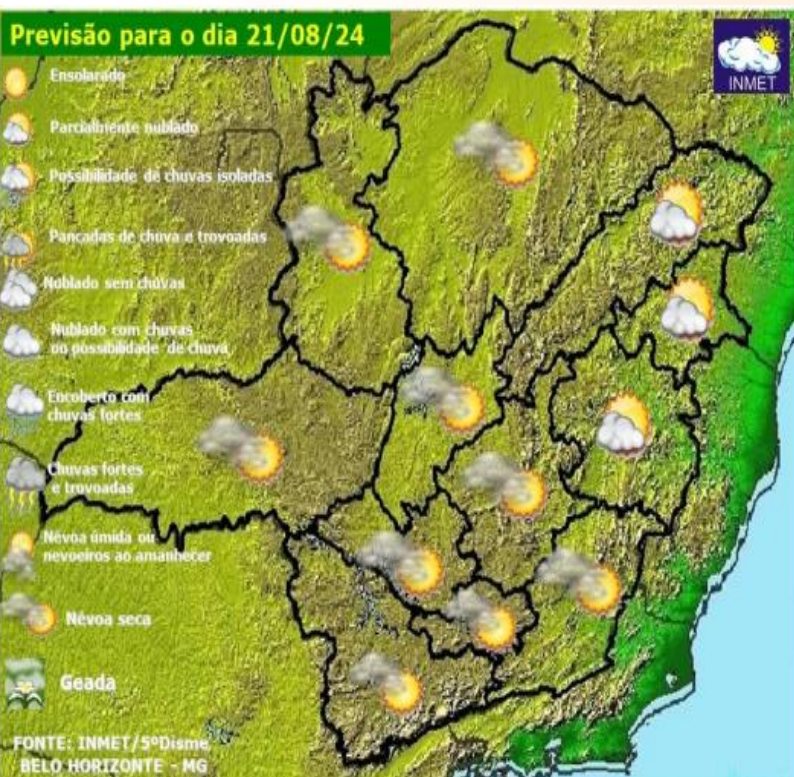 Previsão para o dia 21/08/24
INMET
Ensolarado
Parcialmente nublado
Possibilidade de chuvas isoladas
Pancadas de chuva e trovoadas
Nublado sem chuvas
Nublado com chuvas
ou possibilidade de chuva
Encoberto com
chuvas fortes
Chuvas fortes
e trovoadas
Névoa úmida ou
nevoeiros ao amanhecer
Névoa seca
Geada
FONTE: INMET/5ºDisme
BELO HORIZONTE - MG